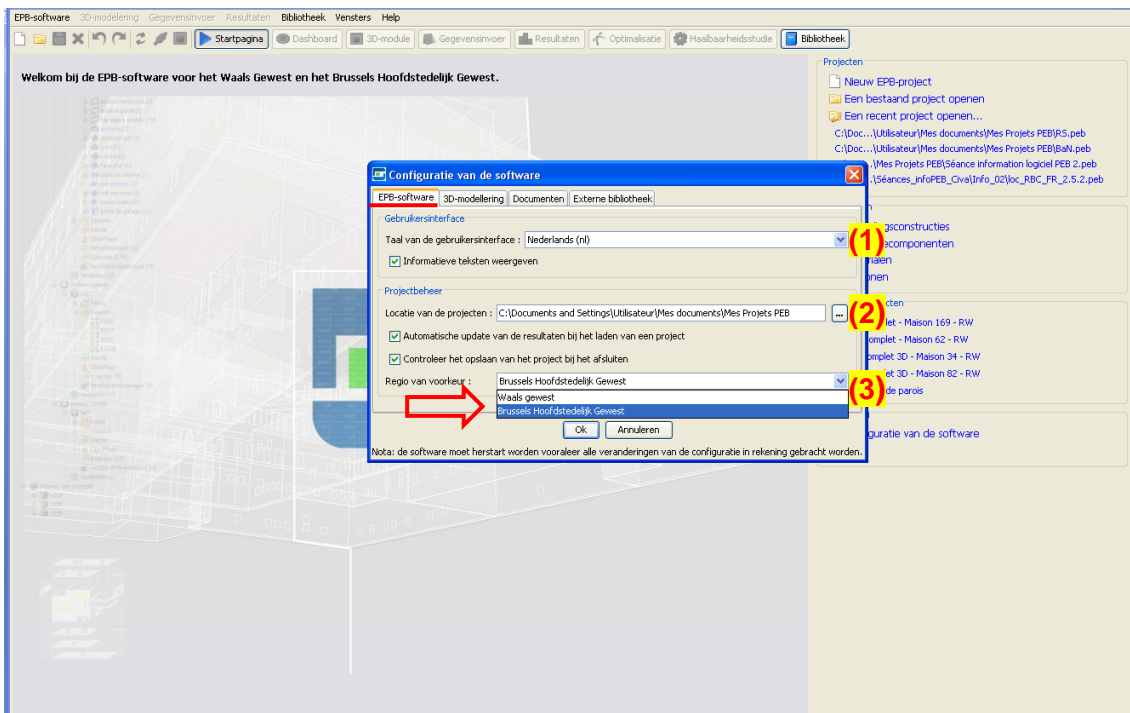 EPB-software 3D-modelering Gegevensinvoer Resultaten Bibliotheek Vensters Help
Startpagina Dashboard 3D-module Gegevensinvoer Resultaten Optimalisatie Haalbaarheidsstudie Bibliotheek
Welkom bij de EPB-software voor het Waals Gewest en het Brussels Hoofdstedelijk Gewest.
Projecten
Nieuw EPB-project
Een bestaand project openen
Een recent project openen...
C:\Doc...\Utilisateur\Mes documents\Mes Projets PEB\RS.peb
C:\Doc...\Utilisateur\Mes documents\Mes Projets PEB\BaN.peb
.\Mes Projets PEB\Séance information logiciel PEB 2.peb
.\Séances_infoPEB_Civa\Info_02\loc_RBC_FR_2.5.2.peb
Configuratie van de software
EPB-software 3D-modellering Documenten Externe bibliotheek
Gebruikersinterface
Taal van de gebruikersinterface : Nederlands (nl)
(1)
Informatieve teksten weergeven
Projectbeheer
Locatie van de projecten : C:\Documents and Settings\Utilisateur\Mes documents\Mes Projets PEB ...
(2)
Automatische update van de resultaten bij het laden van een project
Controleer het opslaan van het project bij het afsluiten
Regio van voorkeur : Brussels Hoofdstedelijk Gewest
(3)
Waals gewest
Brussels Hoofdstedelijk Gewest
Ok Annuleren
Nota: de software moet herstart worden vooraleer alle veranderingen van de configuratie in rekening gebracht worden.
gsconstructies
ecomponenten
rialen
nen
cten
let - Maison 169 - RW
omplet - Maison 62 - RW
omplet 3D - Maison 34 - RW
et 3D - Maison 82 - RW
de parois
guratie van de software